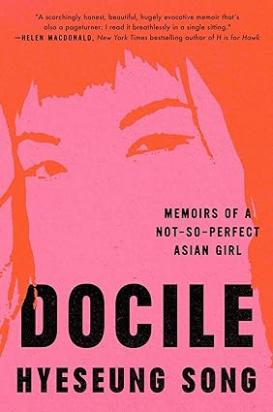 "A scorchingly honest, beautiful, hugely evocative memoir that's
also a pageturner; I read it breathlessly in a single sitting."
—HELEN MACDONALD, New York Times bestselling author of H is for Hawk
MEMOIRS OF A
NOT-SO-PERFECT
ASIAN GIRL
DOCILE
HYESEUNG SONG